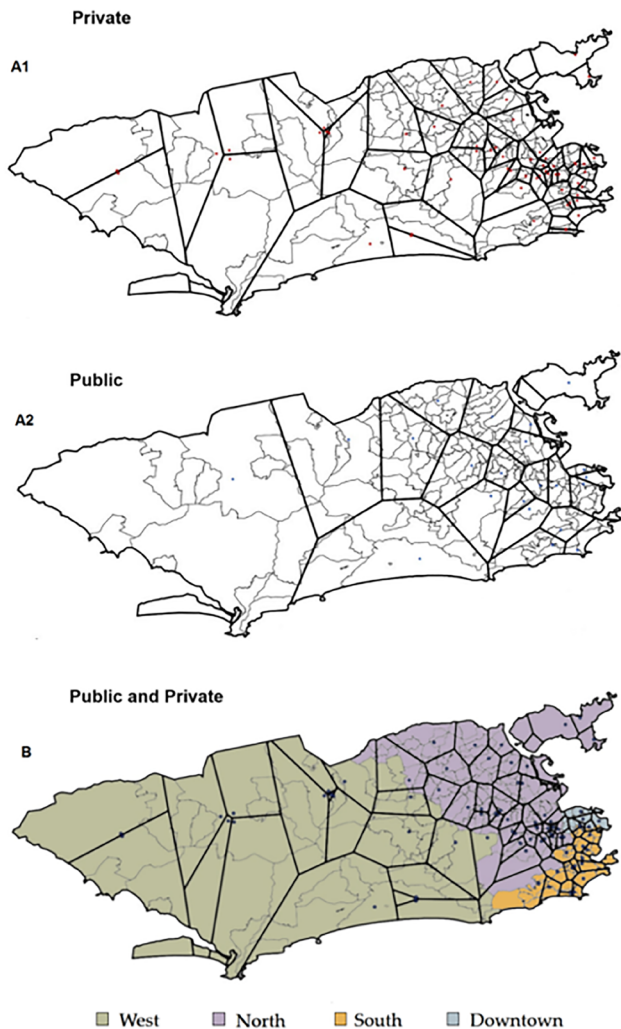 Private
A1
Public
A2
Public and Private
B
West North South Downtown